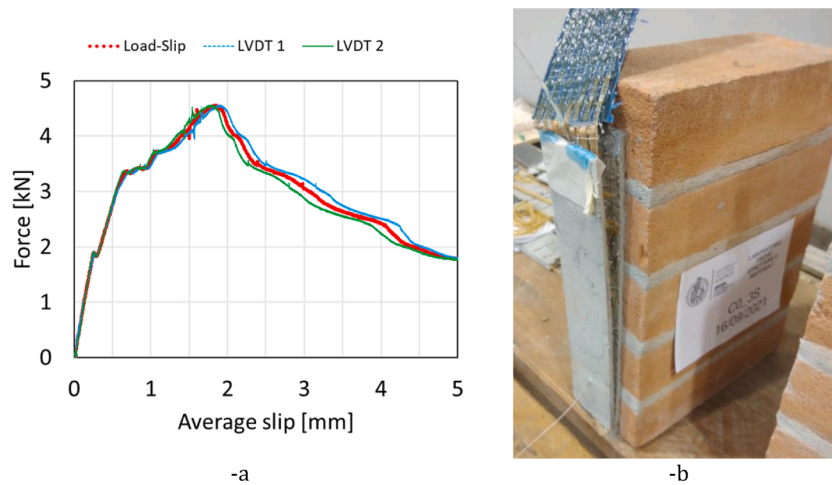 Load-Slip LVDT 1 LVDT 2
5
4
3
2
1
0
Force [kN]
0 1 2 3 4 5
Average slip [mm]
LABORATORIO
C0_3S
16/09/2021
-a
-b